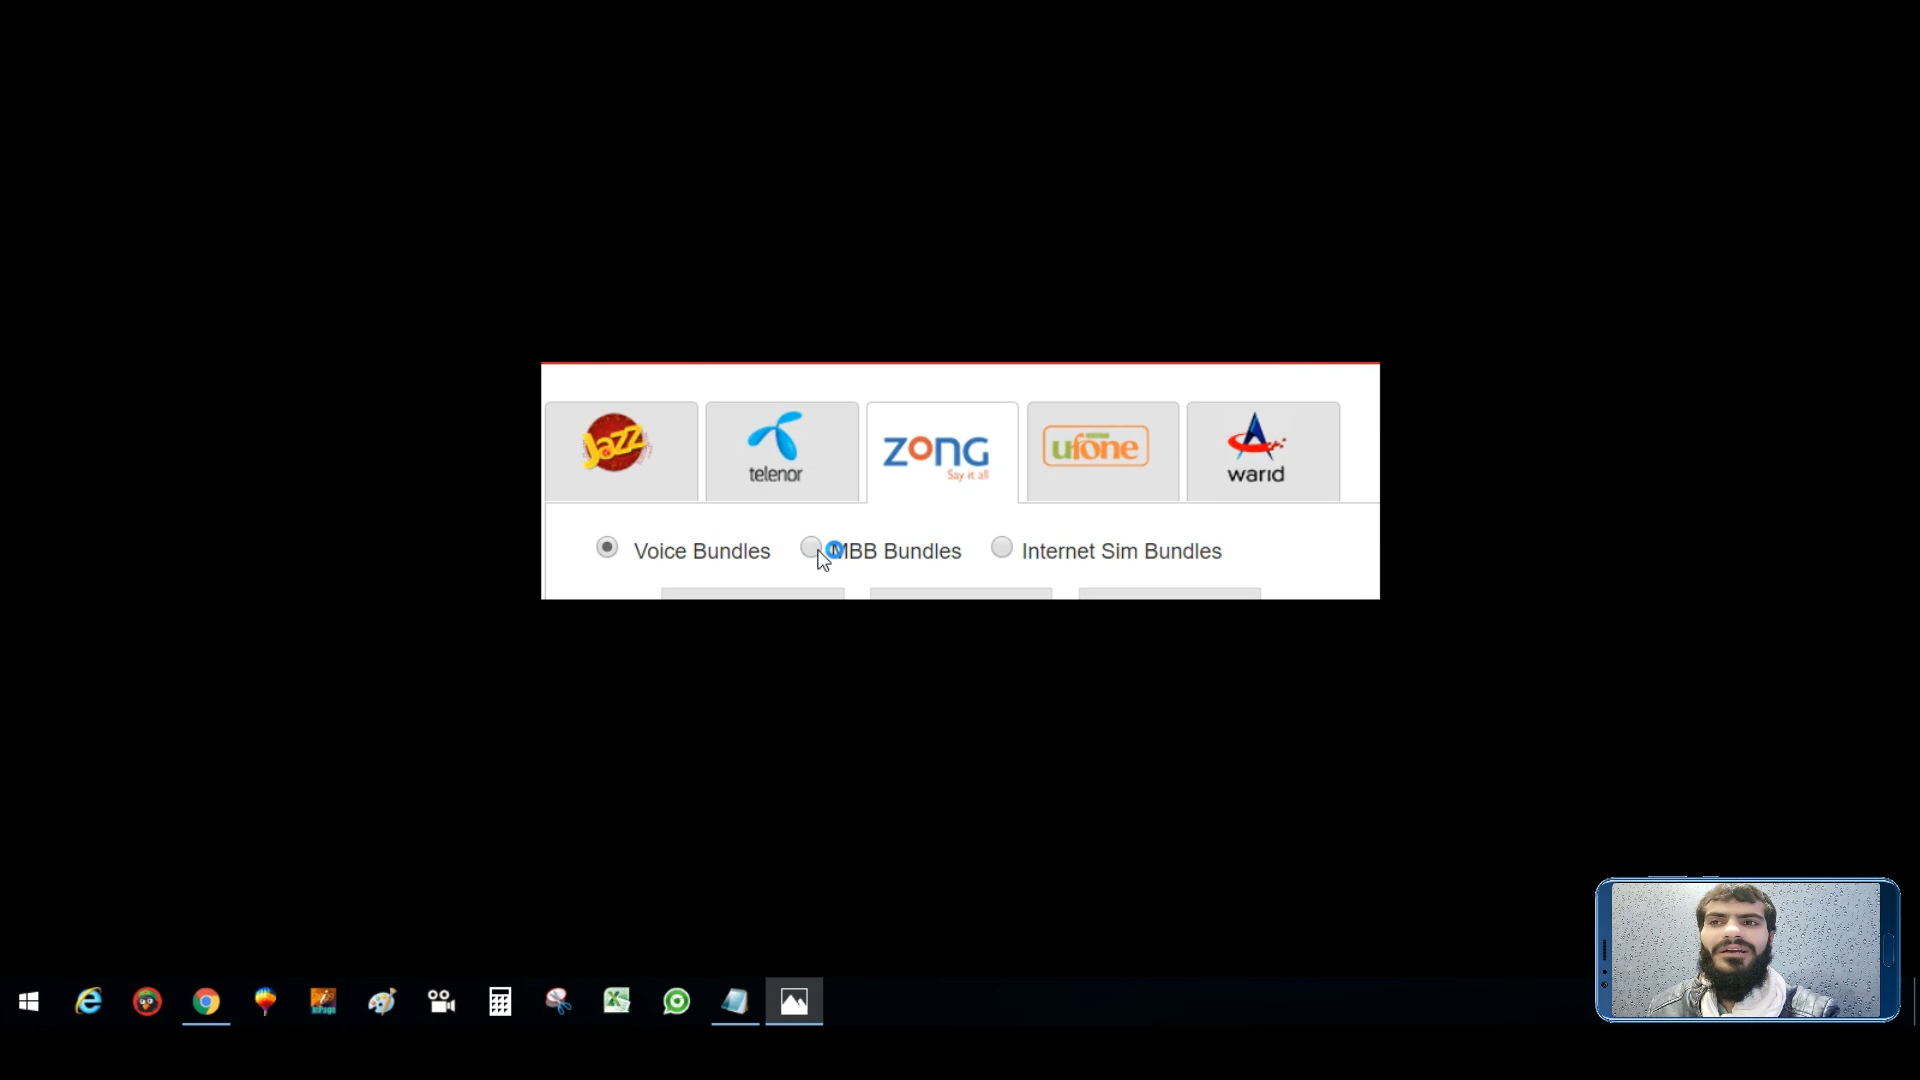 Jazz
telenor
zong
Say it all
ufone
warid
Voice Bundles
MBB Bundles
Internet Sim Bundles